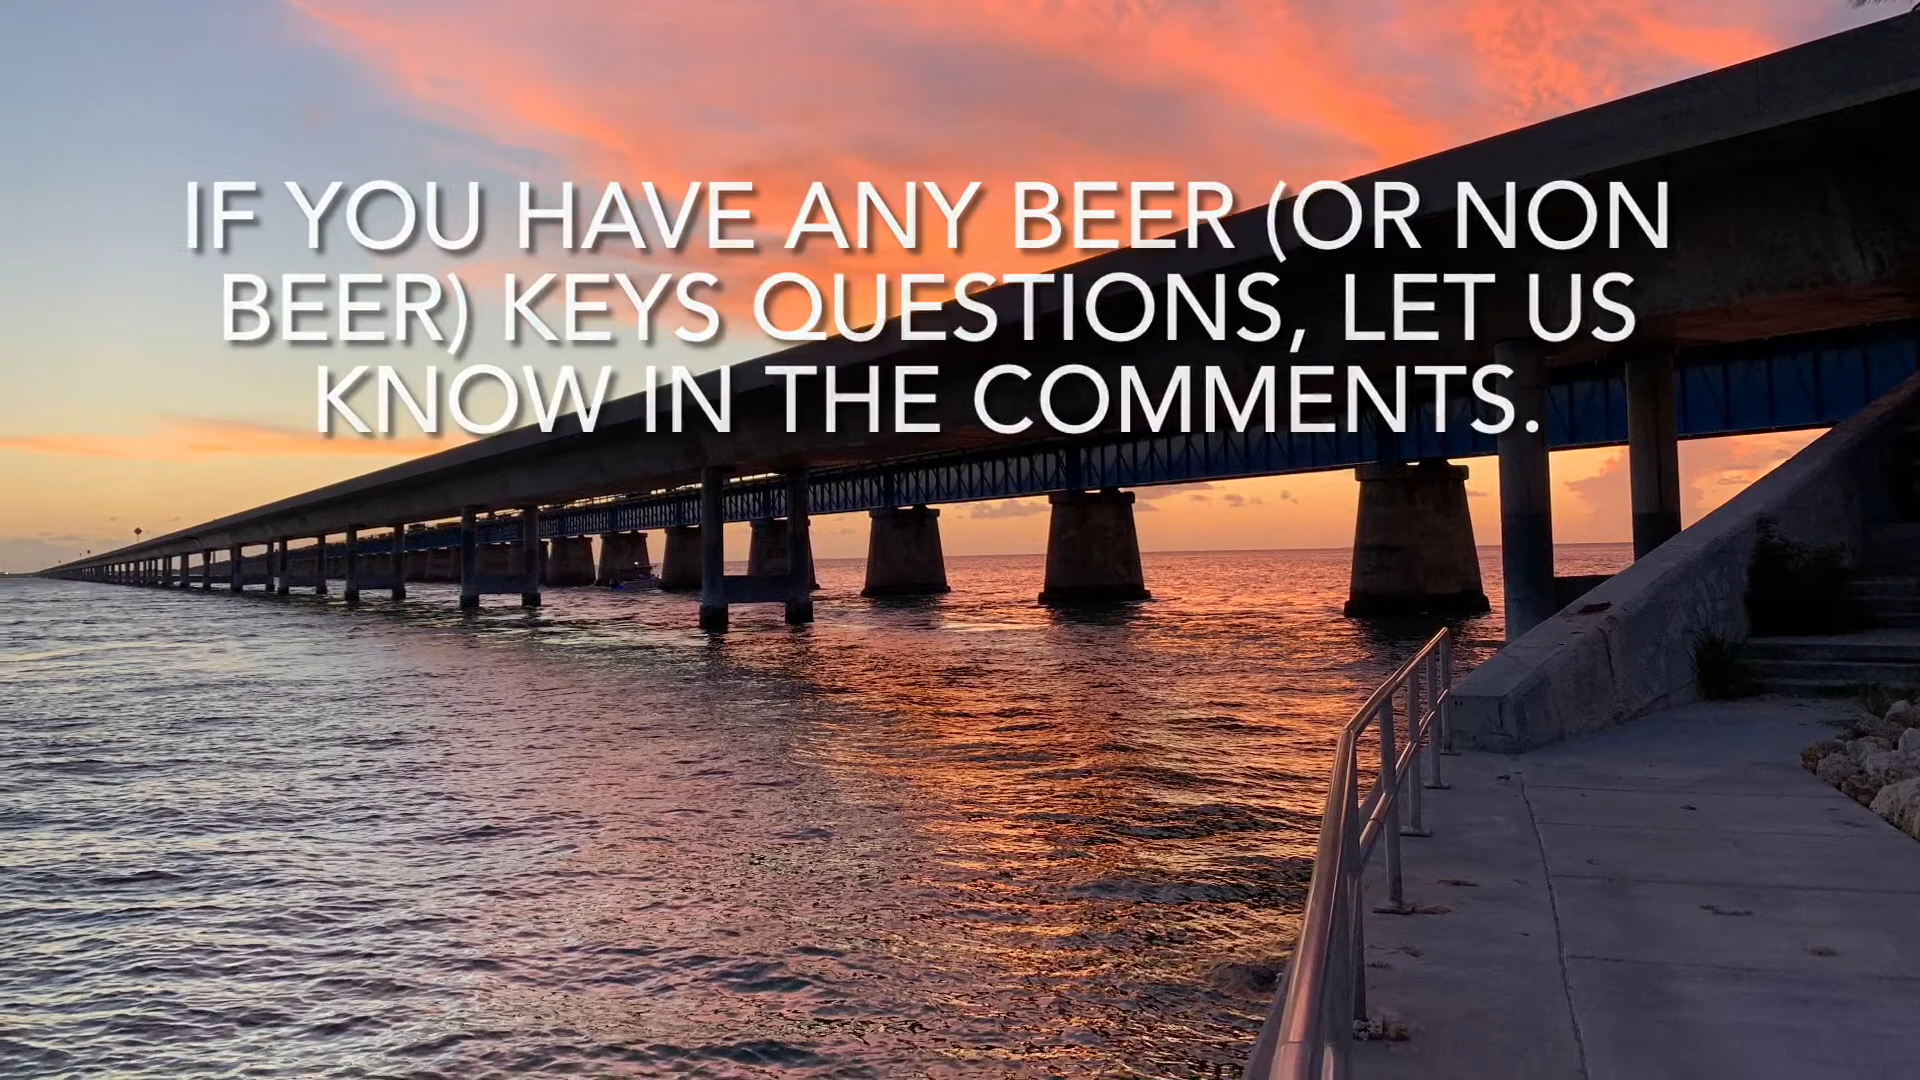 IF YOU HAVE ANY BEER (OR NON
BEER) KEYS QUESTIONS, LET US
KNOW IN THE COMMENTS.